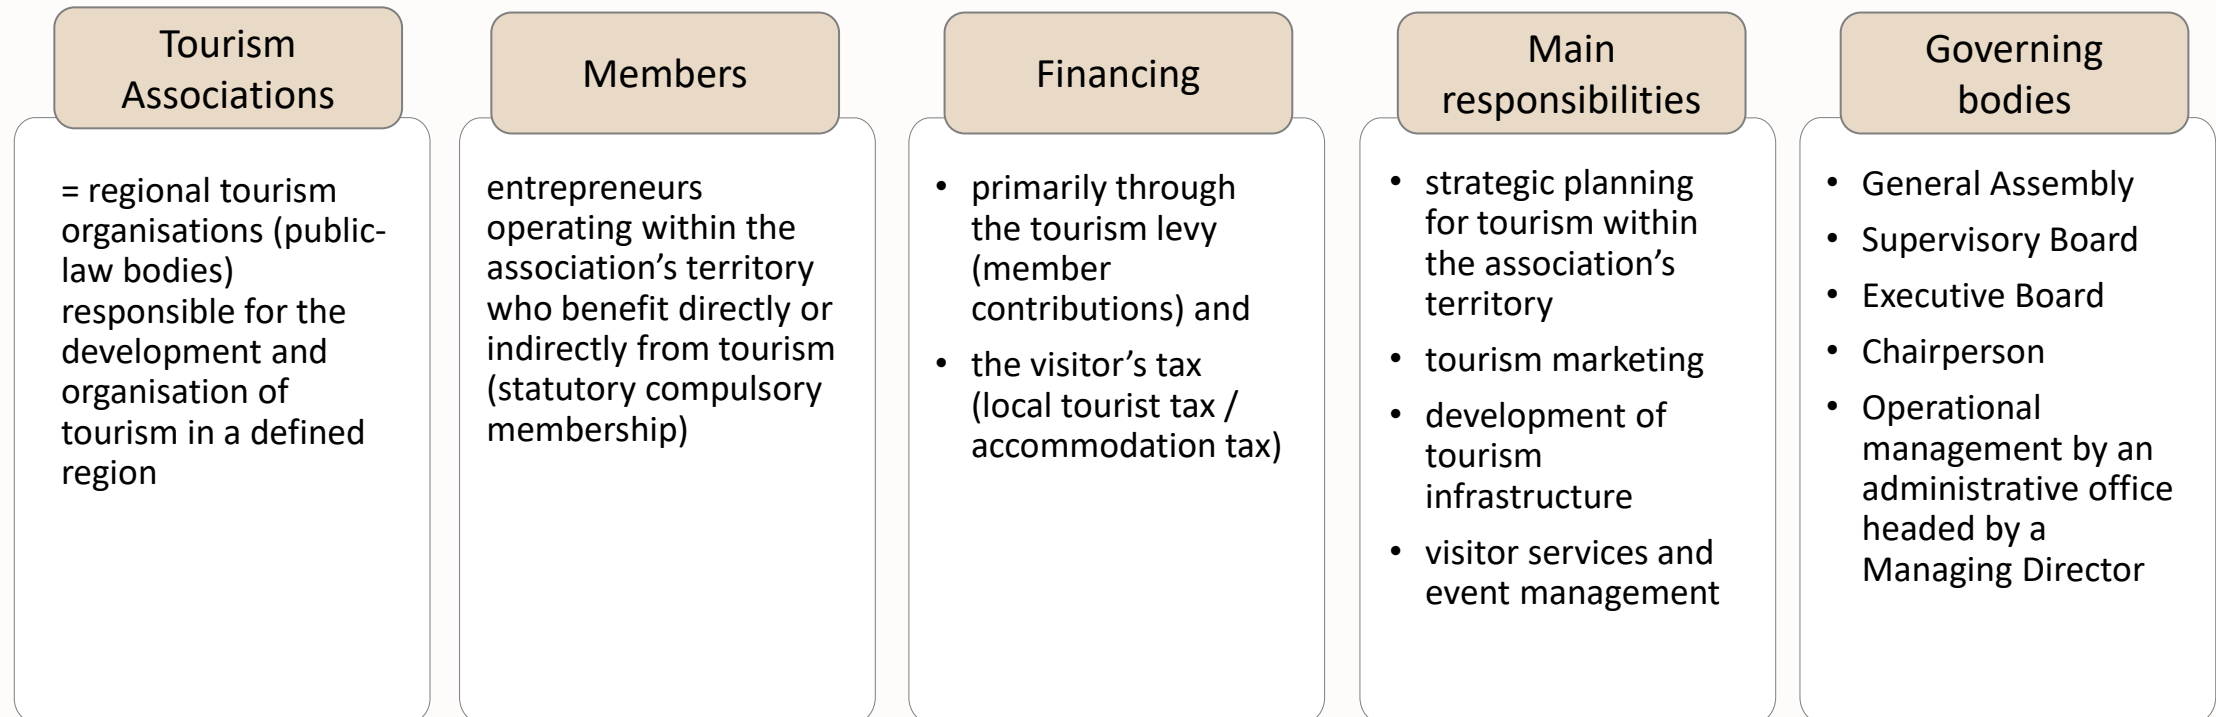 Tourism
Associations
= regional tourism
organisations (public-
law bodies)
responsible for the
development and
organisation of
tourism in a defined
region
Members
entrepreneurs
operating within the
association’s territory
who benefit directly or
indirectly from tourism
(statutory compulsory
membership)
Financing
• primarily through
the tourism levy
(member
contributions) and
• the visitor’s tax
(local tourist tax /
accommodation tax)
Main
responsibilities
• strategic planning
for tourism within
the association’s
territory
• tourism marketing
• development of
tourism
infrastructure
• visitor services and
event management
Governing
bodies
• General Assembly
• Supervisory Board
• Executive Board
• Chairperson
• Operational
management by an
administrative office
headed by a
Managing Director